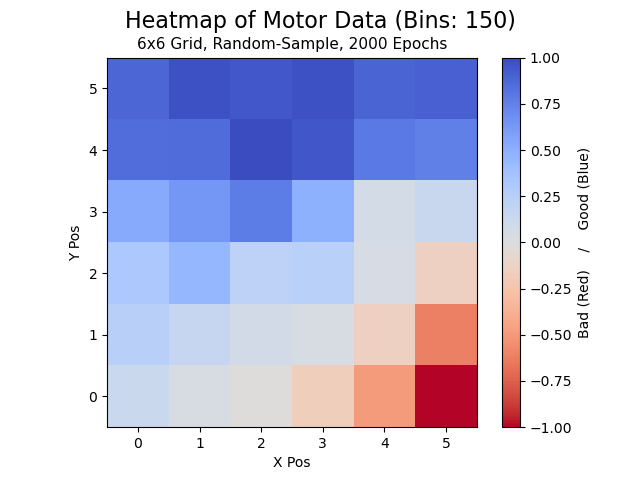 Heatmap of Motor Data (Bins: 150)
6x6 Grid, Random-Sample, 2000 Epochs
Y Pos
5
4
3
2
1
0
0 1 2 3 4 5
X Pos
1.00
0.75
0.50
0.25
0.00
−0.25
−0.50
−0.75
−1.00
Bad (Red) / Good (Blue)